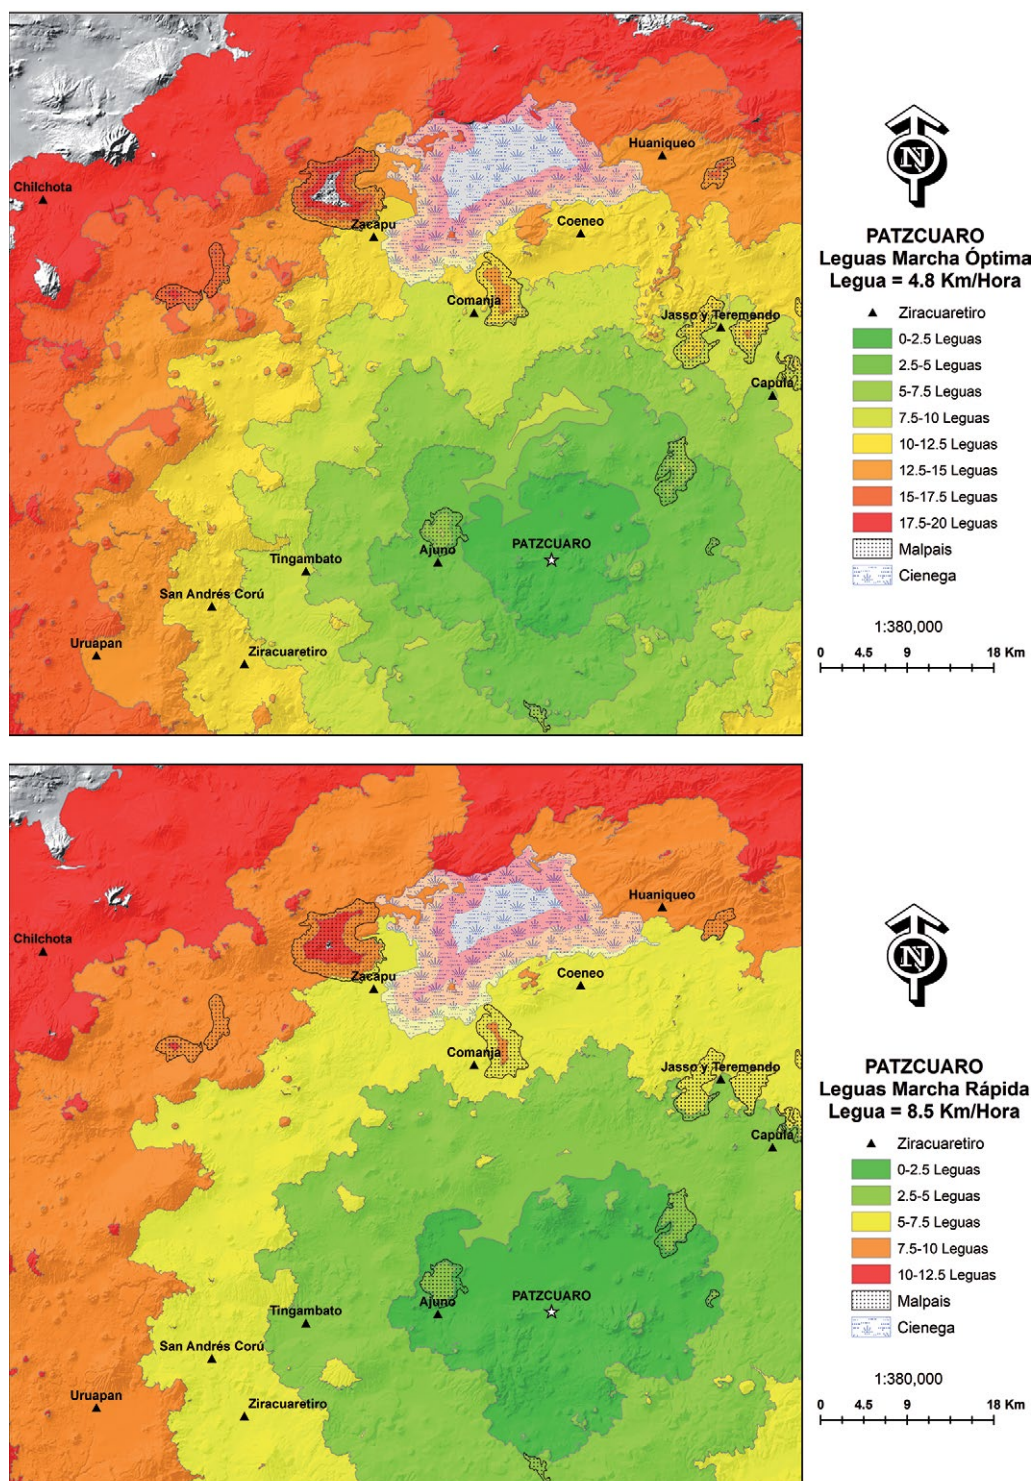 Huaniqueo
Chilchota
Zacapu
Coeneo
Comanja
Jasso y Teremendo
Capula
Ajuno
PATZCUARO
Tingambato
San Andrés Corú
Uruapan
Ziracuaretiro
N
PATZCUARO
Leguas Marcha Óptima
Legua = 4.8 Km/Hora
Ziracuaretiro
0-2.5 Leguas
2.5-5 Leguas
5-7.5 Leguas
7.5-10 Leguas
10-12.5 Leguas
12.5-15 Leguas
15-17.5 Leguas
17.5-20 Leguas
Malpais
Cienega
1:380,000
0 4.5 9 18 Km
Huaniqueo
Chilchota
Zacapu
Coeneo
Comanja
Jasso y Teremendo
Capula
Ajuno
PATZCUARO
Tingambato
San Andrés Corú
Uruapan
Ziracuaretiro
N
PATZCUARO
Leguas Marcha Rápida
Legua = 8.5 Km/Hora
Ziracuaretiro
0-2.5 Leguas
2.5-5 Leguas
5-7.5 Leguas
7.5-10 Leguas
10-12.5 Leguas
Malpais
Cienega
1:380,000
0 4.5 9 18 Km